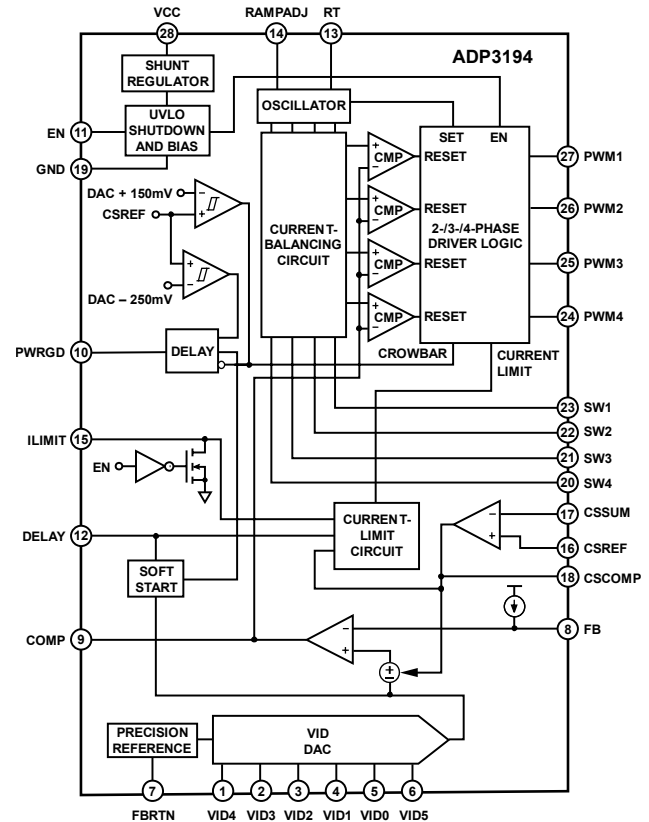 VCC
28
RAMPADJ
14
RT
13
ADP3194
SHUNT
REGULATOR
EN 11
UVLO
SHUTDOWN
AND BIAS
GND 19
OSCILLATOR
SET
EN
+
–
CMP
RESET
27 PWM1
DAC + 150mV
–
CSREF
+
CURRENT-
BALANCING
CIRCUIT
+
–
CMP
RESET
2-/3-/4-PHASE
DRIVER LOGIC
26 PWM2
+
–
DAC – 250mV
+
–
CMP
RESET
25 PWM3
+
–
CMP
RESET
24 PWM4
PWRGD 10
DELAY
CROWBAR
CURRENT
LIMIT
23 SW1
22 SW2
21 SW3
20 SW4
ILIMIT 15
EN
DELAY 12
CURRENT-
LIMIT
CIRCUIT
–
+
17 CSSUM
16 CSREF
18 CSCOMP
SOFT
START
COMP 9
–
+
8 FB
+
–
PRECISION
REFERENCE
VID
DAC
7
1
2
3
4
5
6
FBRTN
VID4
VID3
VID2
VID1
VID0
VID5